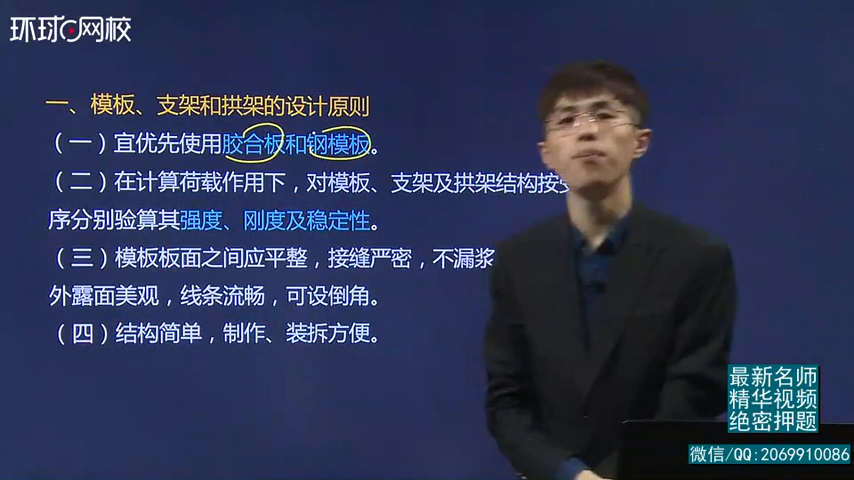 环球网校
一、模板、支架和拱架的设计原则
（一）宜优先使用胶合板和钢模板。
（二）在计算荷载作用下，对模板、支架及拱架结构按
序分别验算其强度、刚度及稳定性。
（三）模板板面之间应平整，接缝严密，不漏浆
外露面美观，线条流畅，可设倒角。
（四）结构简单，制作、装拆方便。
最新名师
精华视频
绝密押题
微信/QQ:2069910086